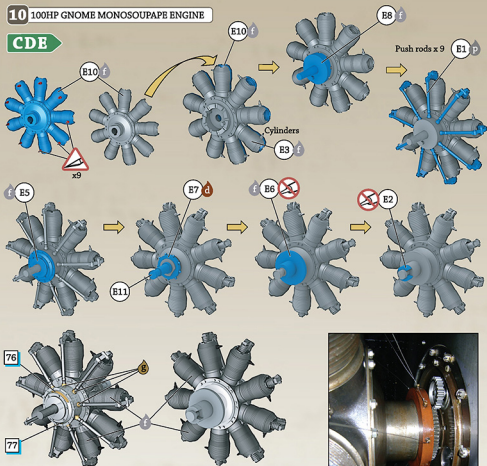 10 100HP GNOME MONOSOUPAPE ENGINE
CDE
E10 f
E10 f
E8 f
Push rods x 9
E1 p
Cylinders
E3 f
x9
f E5
E7 d
f E6
E2
E11
76
g
f
77